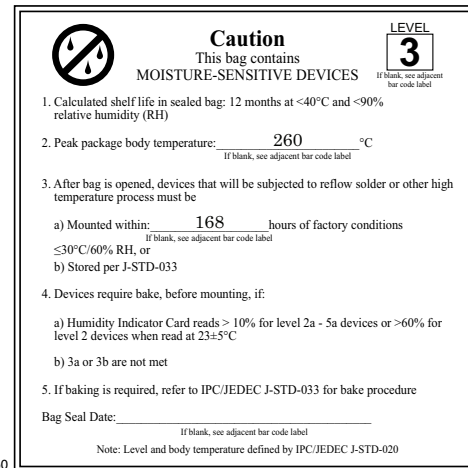 Caution
This bag contains
MOISTURE-SENSITIVE DEVICES
LEVEL
3
If blank, see adjacent
bar code label
1. Calculated shelf life in sealed bag: 12 months at <40°C and <90%
relative humidity (RH)
2. Peak package body temperature: 260 °C
If blank, see adjacent bar code label
3. After bag is opened, devices that will be subjected to reflow solder or other high
temperature process must be
a) Mounted within: 168 hours of factory conditions
If blank, see adjacent bar code label
≤30°C/60% RH, or
b) Stored per J-STD-033
4. Devices require bake, before mounting, if:
a) Humidity Indicator Card reads > 10% for level 2a - 5a devices or >60% for
level 2 devices when read at 23±5°C
b) 3a or 3b are not met
5. If baking is required, refer to IPC/JEDEC J-STD-033 for bake procedure
Bag Seal Date:
If blank, see adjacent bar code label
Note: Level and body temperature defined by IPC/JEDEC J-STD-020